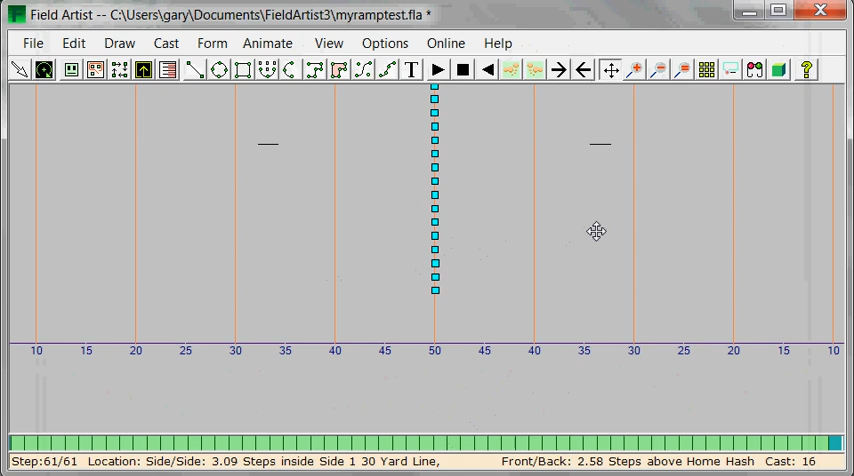 Field Artist -- C:\Users\gary\Documents\FieldArtist3\myramptest.fla *
File Edit Draw Cast Form Animate View Options Online Help
T ?
10 15 20 30 35 40 45 50 45 40 35 30 25 20 15 10
Step:61/61 Location: Side/Side: 3.09 Steps inside Side 1 30 Yard Line, Front/Back: 2.58 Steps above Home Hash Cast: 16